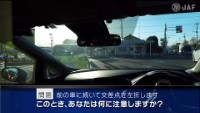 JAF
問題 前の車に続いて交差点を左折します
このとき、あなたは何に注意しますか?